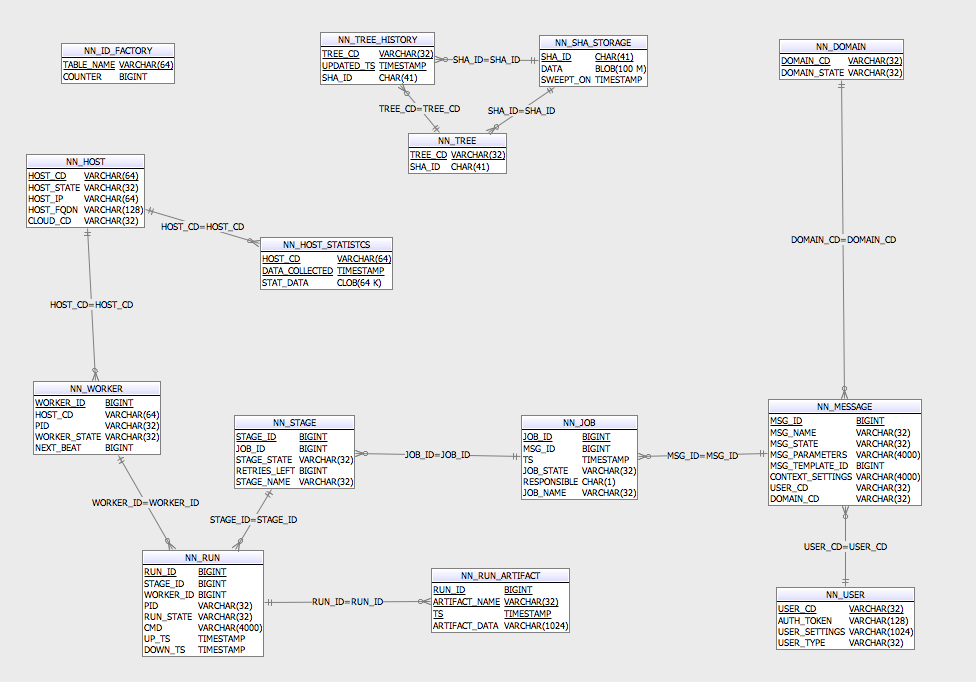 NN_ID_FACTORY
TABLE_NAME VARCHAR(64)
COUNTER BIGINT
NN_TREE_HISTORY
TREE_CD VARCHAR(32)
UPDATED_TS TIMESTAMP
SHA_ID CHAR(41)
SHA_ID=SHA_ID
NN_SHA_STORAGE
SHA_ID CHAR(41)
DATA BLOB(100 M)
SWEPT_ON TIMESTAMP
NN_DOMAIN
DOMAIN_CD VARCHAR(32)
DOMAIN_STATE VARCHAR(32)
TREE_CD=TREE_CD
SHA_ID=SHA_ID
NN_TREE
TREE_CD VARCHAR(32)
SHA_ID CHAR(41)
NN_HOST
HOST_CD VARCHAR(64)
HOST_STATE VARCHAR(32)
HOST_IP VARCHAR(64)
HOST_FQDN VARCHAR(128)
CLOUD_CD VARCHAR(32)
HOST_CD=HOST_CD
NN_HOST_STATISTCS
HOST_CD VARCHAR(64)
DATA_COLLECTED TIMESTAMP
STAT_DATA CLOB(64 K)
DOMAIN_CD=DOMAIN_CD
HOST_CD=HOST_CD
NN_WORKER
WORKER_ID BIGINT
HOST_CD VARCHAR(64)
PID VARCHAR(32)
WORKER_STATE VARCHAR(32)
NEXT_BEAT BIGINT
NN_STAGE
STAGE_ID BIGINT
JOB_ID BIGINT
STAGE_STATE VARCHAR(32)
RETRIES_LEFT BIGINT
STAGE_NAME VARCHAR(32)
JOB_ID=JOB_ID
NN_JOB
JOB_ID BIGINT
MSG_ID BIGINT
TS TIMESTAMP
JOB_STATE VARCHAR(32)
RESPONSIBLE CHAR(1)
JOB_NAME VARCHAR(32)
MSG_ID=MSG_ID
NN_MESSAGE
MSG_ID BIGINT
MSG_NAME VARCHAR(32)
MSG_STATE VARCHAR(32)
MSG_PARAMETERS VARCHAR(4000)
MSG_TEMPLATE_ID BIGINT
CONTEXT_SETTINGS VARCHAR(4000)
USER_CD VARCHAR(32)
DOMAIN_CD VARCHAR(32)
WORKER_ID=WORKER_ID
STAGE_ID=STAGE_ID
USER_CD=USER_CD
NN_RUN
RUN_ID BIGINT
STAGE_ID BIGINT
WORKER_ID BIGINT
PID VARCHAR(32)
RUN_STATE VARCHAR(32)
CMD VARCHAR(4000)
UP_TS TIMESTAMP
DOWN_TS TIMESTAMP
RUN_ID=RUN_ID
NN_RUN_ARTIFACT
RUN_ID BIGINT
ARTIFACT_NAME VARCHAR(32)
TS TIMESTAMP
ARTIFACT_DATA VARCHAR(1024)
NN_USER
USER_CD VARCHAR(32)
AUTH_TOKEN VARCHAR(128)
USER_SETTINGS VARCHAR(1024)
USER_TYPE VARCHAR(32)